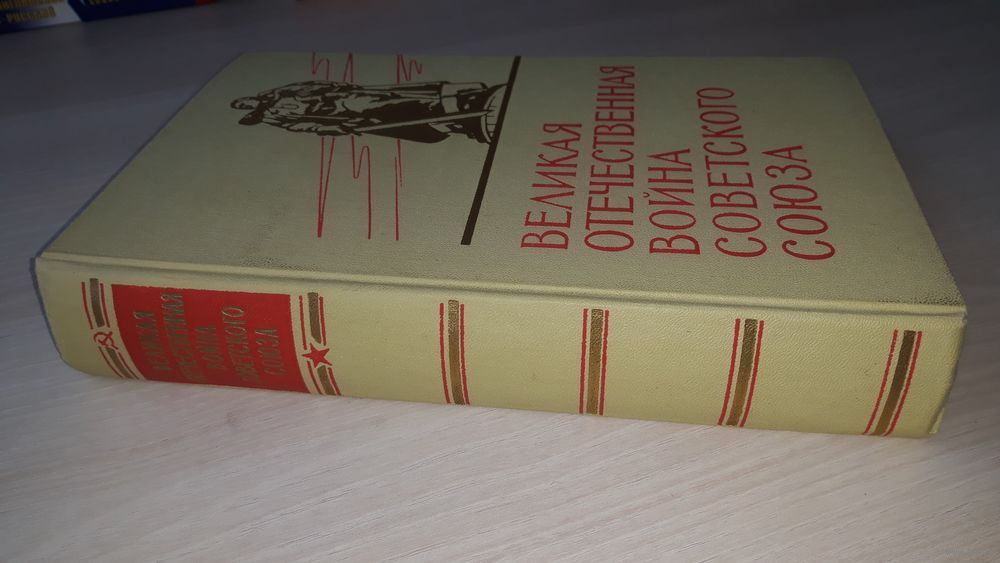 ВЕЛИКАЯ
ОТЕЧЕСТВЕННАЯ
ВОЙНА
СОВЕТСКОГО
СОЮЗА
ВЕЛИКАЯ
ОТЕЧЕСТВЕННАЯ
ВОЙНА
СОВЕТСКОГО
СОЮЗА